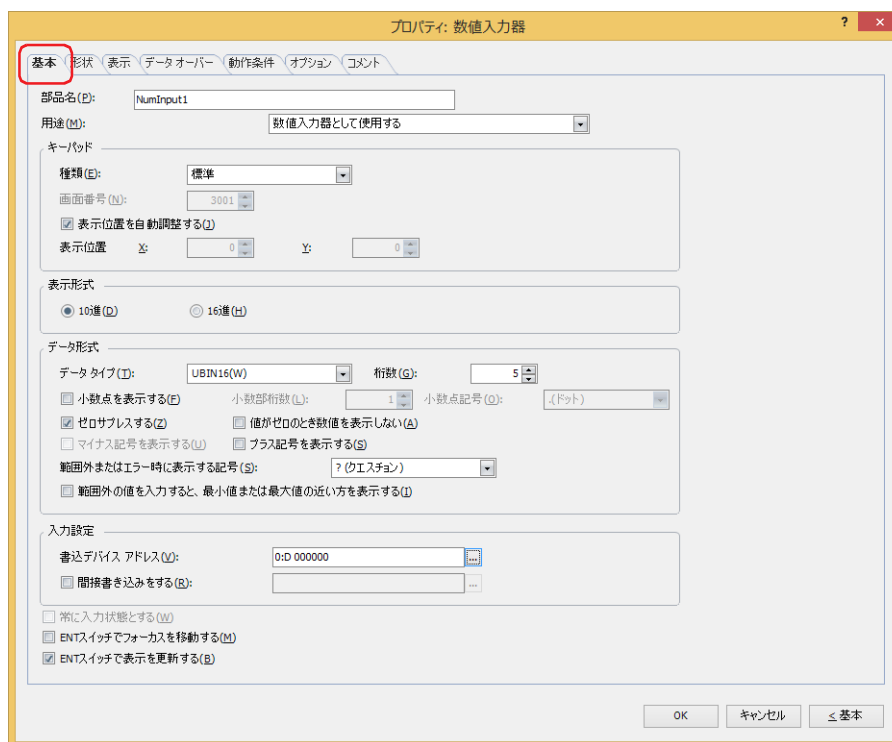 プロパティ: 数値入力器
? ×
基本 形状 表示 データ オーバー 動作条件 オプション コメント
部品名(P): NumInput1
用途(M): 数値入力器として使用する
キーパッド
種類(E): 標準
画面番号(N): 3001
表示位置を自動調整する(J)
表示位置 X: 0 Y: 0
表示形式
10進(D) 16進(H)
データ形式
データ タイプ(T): UBIN16(W) 桁数(G): 5
小数点を表示する(F) 小数部桁数(L): 1 小数点記号(O): .(ドット)
ゼロサプレスする(Z) 値がゼロのとき数値を表示しない(A)
マイナス記号を表示する(U) プラス記号を表示する(S)
範囲外またはエラー時に表示する記号(S): ? (クエスチョン)
範囲外の値を入力すると、最小値または最大値の近い方を表示する(I)
入力設定
書込デバイス アドレス(V): 0:D 000000 ...
間接書き込みをする(R): ...
常に入力状態とする(W)
ENTスイッチでフォーカスを移動する(M)
ENTスイッチで表示を更新する(B)
OK キャンセル < 基本